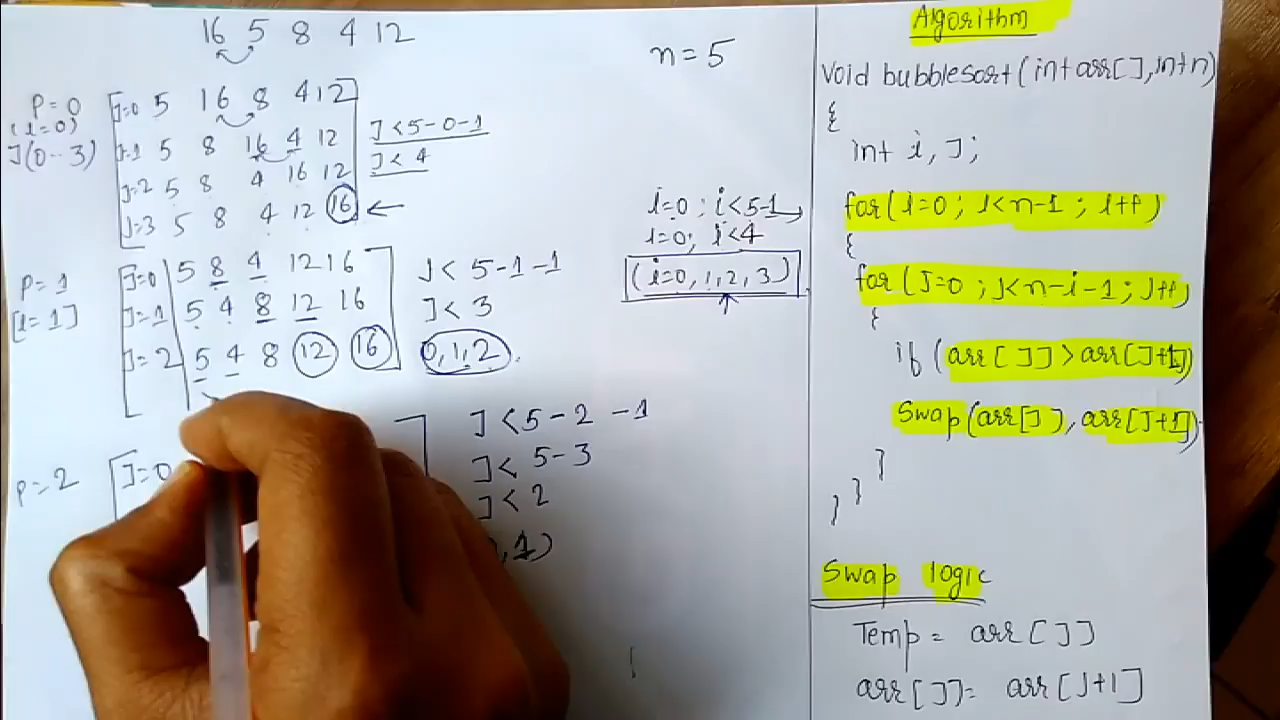 16 5 8 4 12
n = 5
P = 0
(i=0)
J(0-- 3)
J=0 5 16 8 4 12
J=1 5 8 16 4 12
J=2 5 8 4 16 12
J=3 5 8 4 12 16
J < 5-0-1
J < 4
P = 1
[i = 1]
J=0 5 8 4 12 16
J=1 5 4 8 12 16
J= 2 5 4 8 12 16
J < 5-1-1
J < 3
0,1,2
P = 2
J=0
J < 5-2-1
J < 5-3
J < 2
,1)
i=0 ; i<5-1
i=0; i<4
(i=0,1,2,3)
Algorithm
void bubblesort(int arr[],int n)
{
int i, J;
for(i=0; i<n-1; i++)
{
for(J=0; J<n-i-1; J++)
{
if (arr[J]>arr[J+1])
Swap(arr[J],arr[J+1])
}
}
}
Swap logic
Temp = arr[J]
arr[J]= arr[J+1]